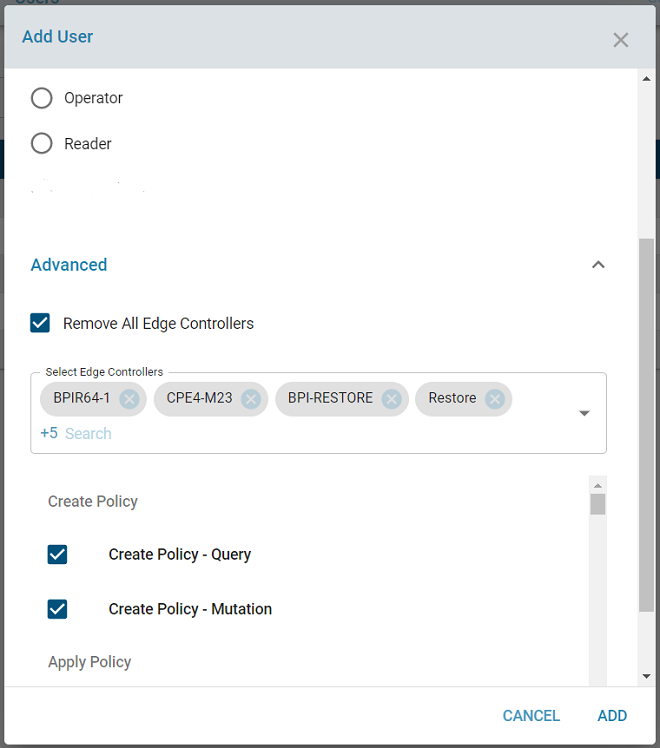 Users
Add User
Operator
Reader
Advanced
Remove All Edge Controllers
Select Edge Controllers
BPIR64-1 CPE4-M23 BPI-RESTORE Restore
+5 Search
Create Policy
Create Policy - Query
Create Policy - Mutation
Apply Policy
CANCEL ADD